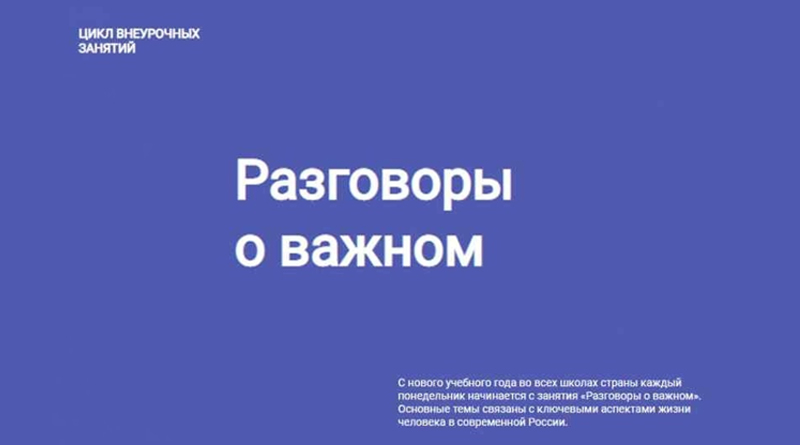 ЦИКЛ ВНЕУРОЧНЫХ
ЗАНЯТИЙ
Разговоры
о важном
С нового учебного года во всех школах страны каждый
понедельник начинается с занятия «Разговоры о важном».
Основные темы связаны с ключевыми аспектами жизни
человека в современной России.